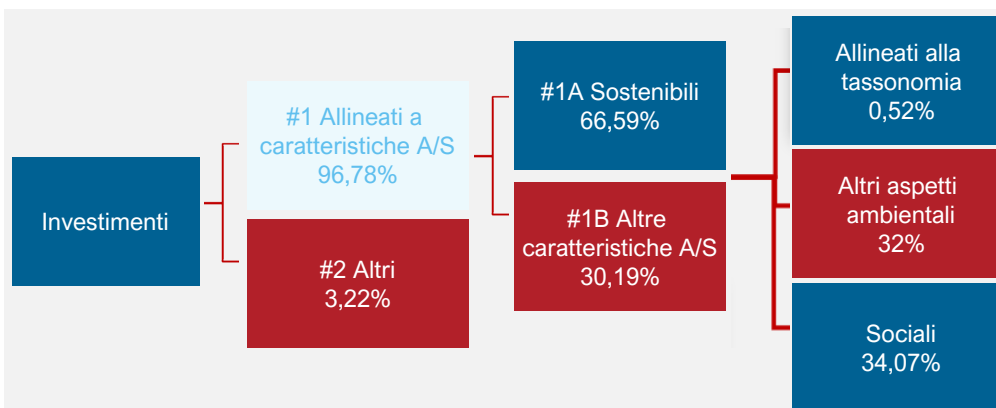 Investimenti
#1 Allineati a
caratteristiche A/S
96,78%
#2 Altri
3,22%
#1A Sostenibili
66,59%
#1B Altre
caratteristiche A/S
30,19%
Allineati alla
tassonomia
0,52%
Altri aspetti
ambientali
32%
Sociali
34,07%